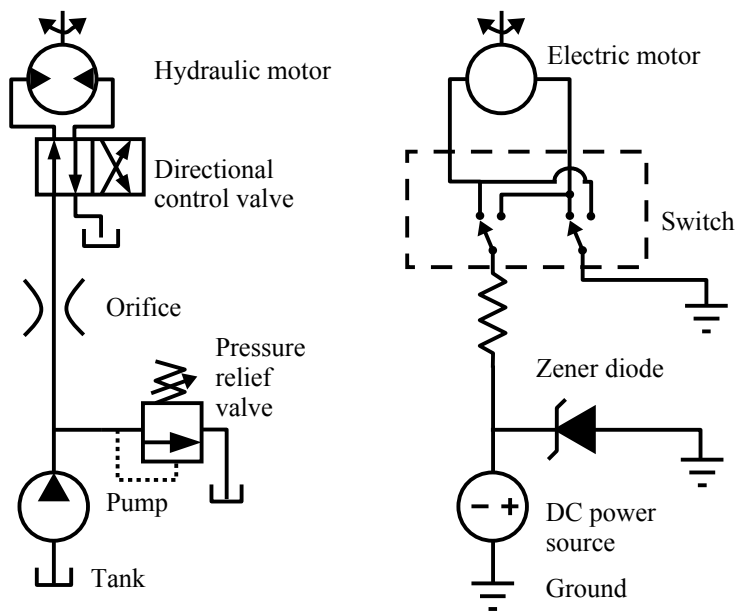 Hydraulic motor
Directional
control valve
Orifice
Pressure
relief
valve
Pump
Tank
Electric motor
Switch
Zener diode
DC power
source
Ground